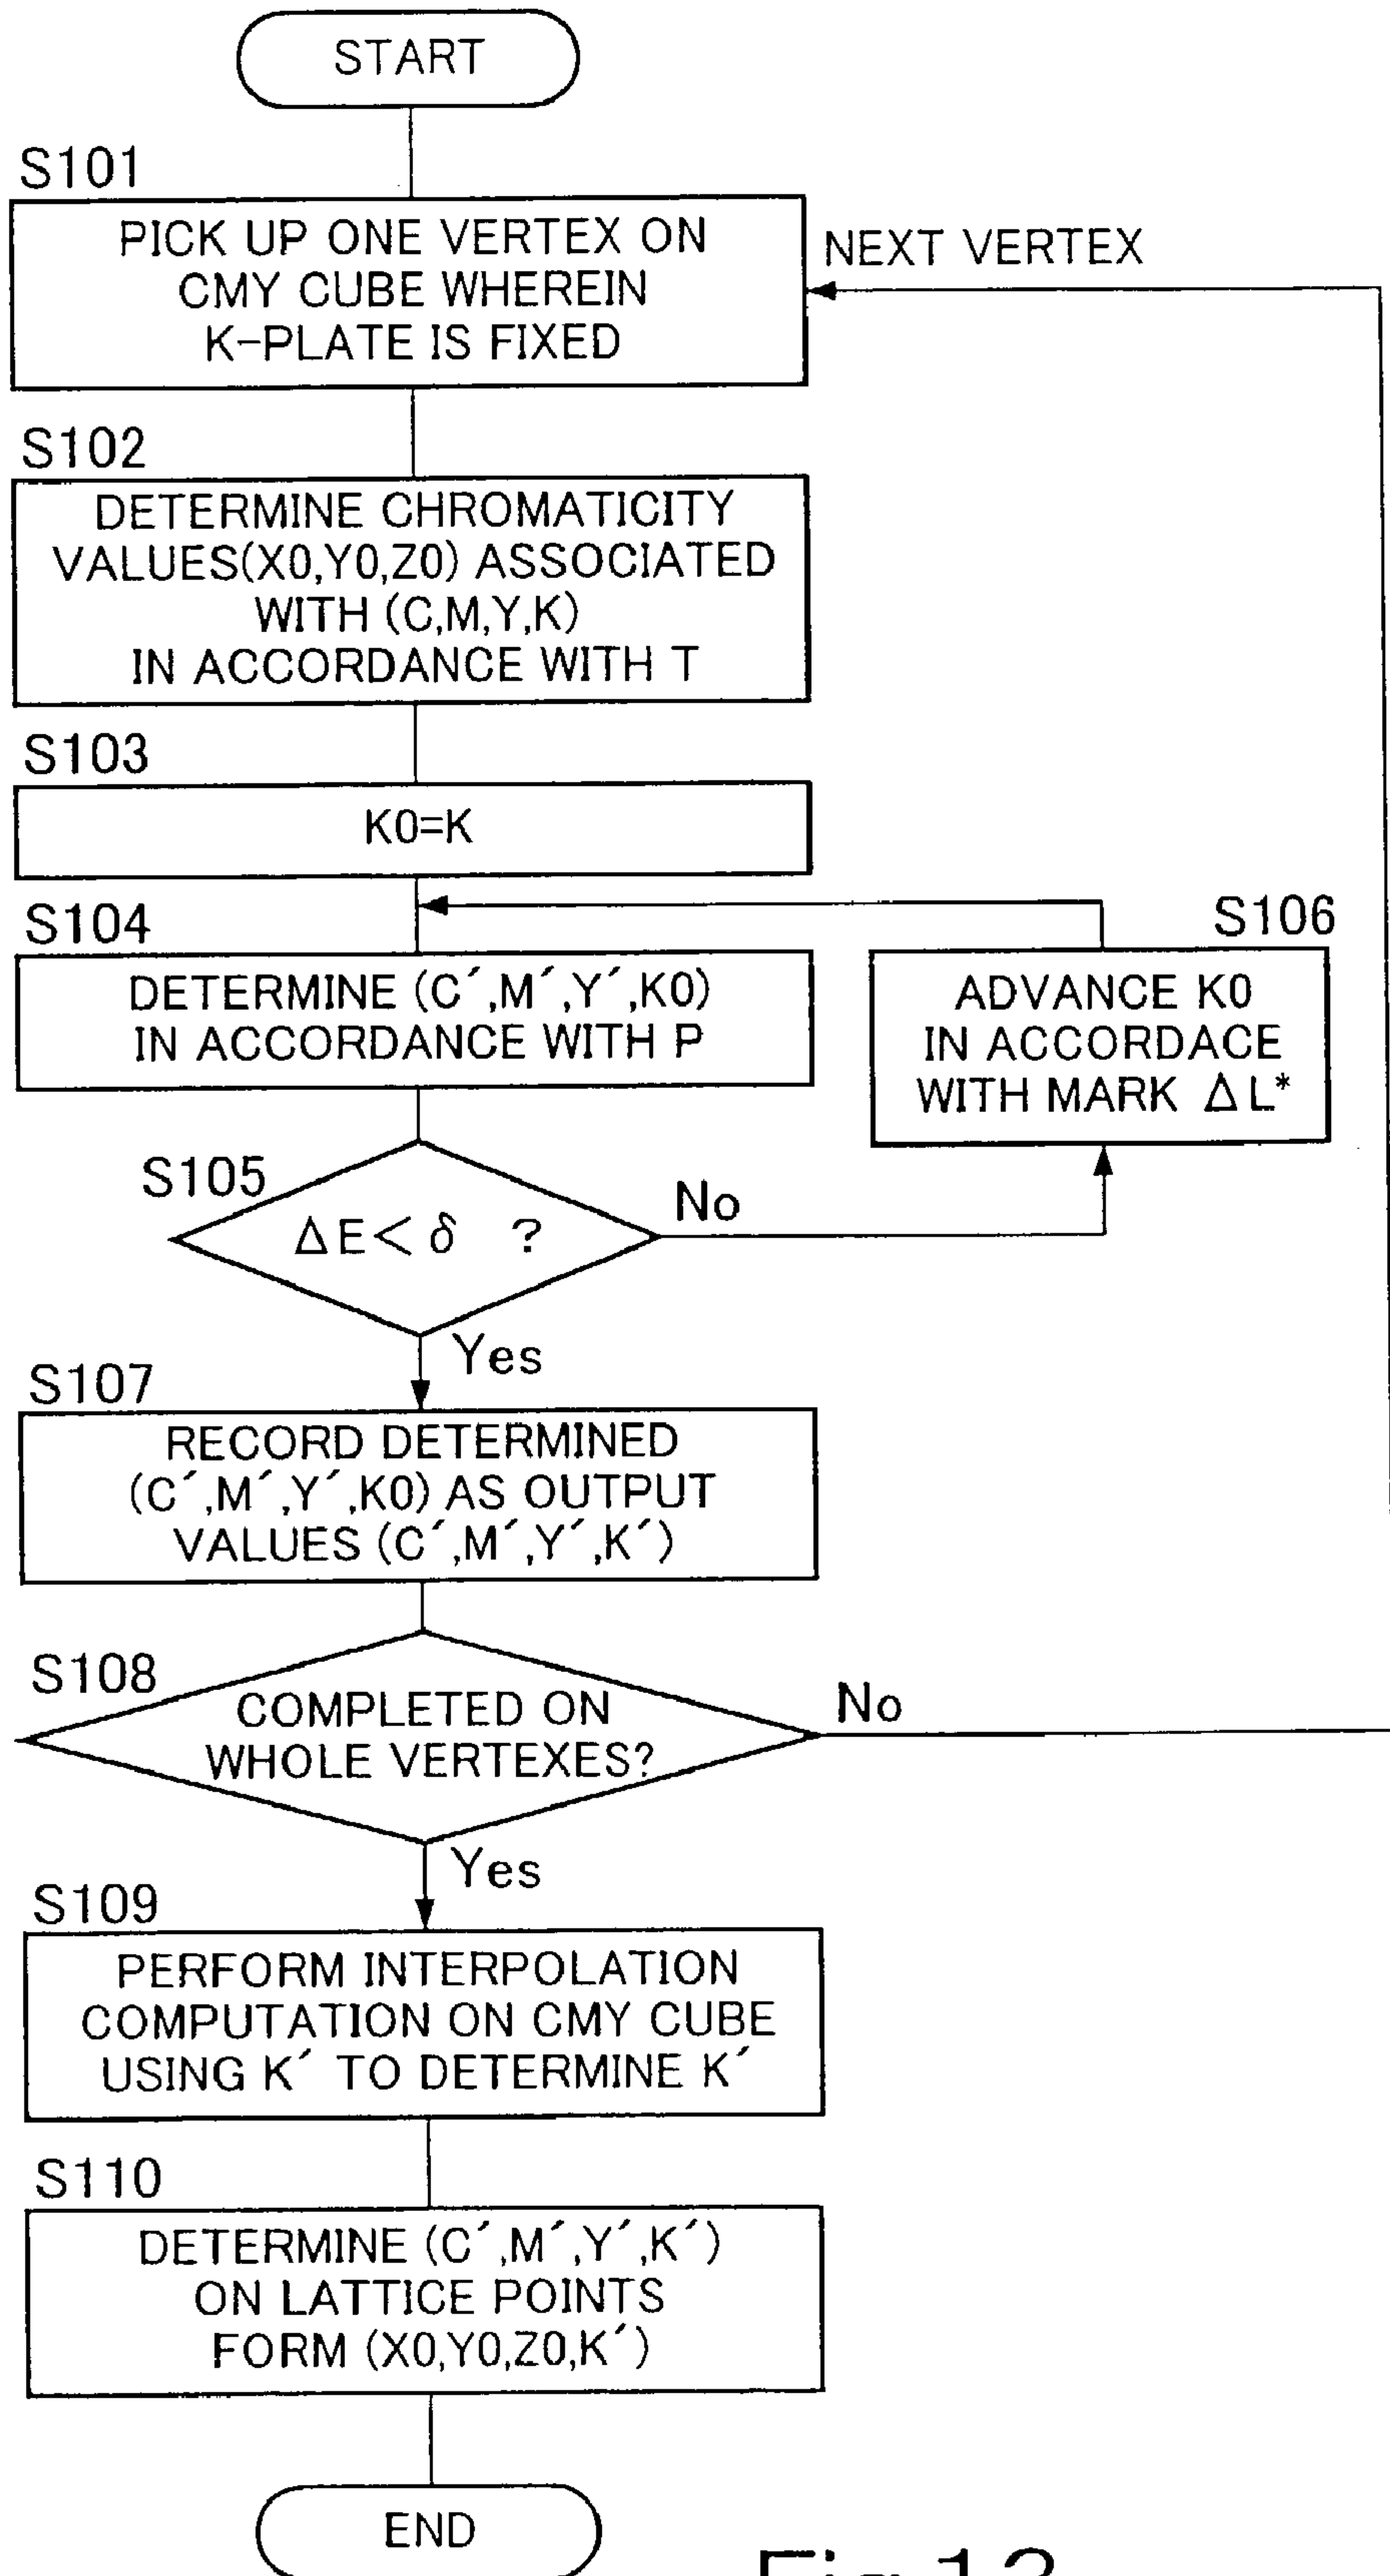 START
S101
PICK UP ONE VERTEX ON
CMY CUBE WHEREIN
K-PLATE IS FIXED
NEXT VERTEX
S102
DETERMINE CHROMATICITY
VALUES(X0,Y0,Z0) ASSOCIATED
WITH (C,M,Y,K)
IN ACCORDANCE WITH T
S103
K0=K
S104
DETERMINE (C´,M´,Y´,K0)
IN ACCORDANCE WITH P
S106
ADVANCE K0
IN ACCORDACE
WITH MARK ΔL*
S105
ΔE<δ ?
No
Yes
S107
RECORD DETERMINED
(C´,M´,Y´,K0) AS OUTPUT
VALUES (C´,M´,Y´,K´)
S108
COMPLETED ON
WHOLE VERTEXES?
No
Yes
S109
PERFORM INTERPOLATION
COMPUTATION ON CMY CUBE
USING K´ TO DETERMINE K´
S110
DETERMINE (C´,M´,Y´,K´)
ON LATTICE POINTS
FORM (X0,Y0,Z0,K´)
END